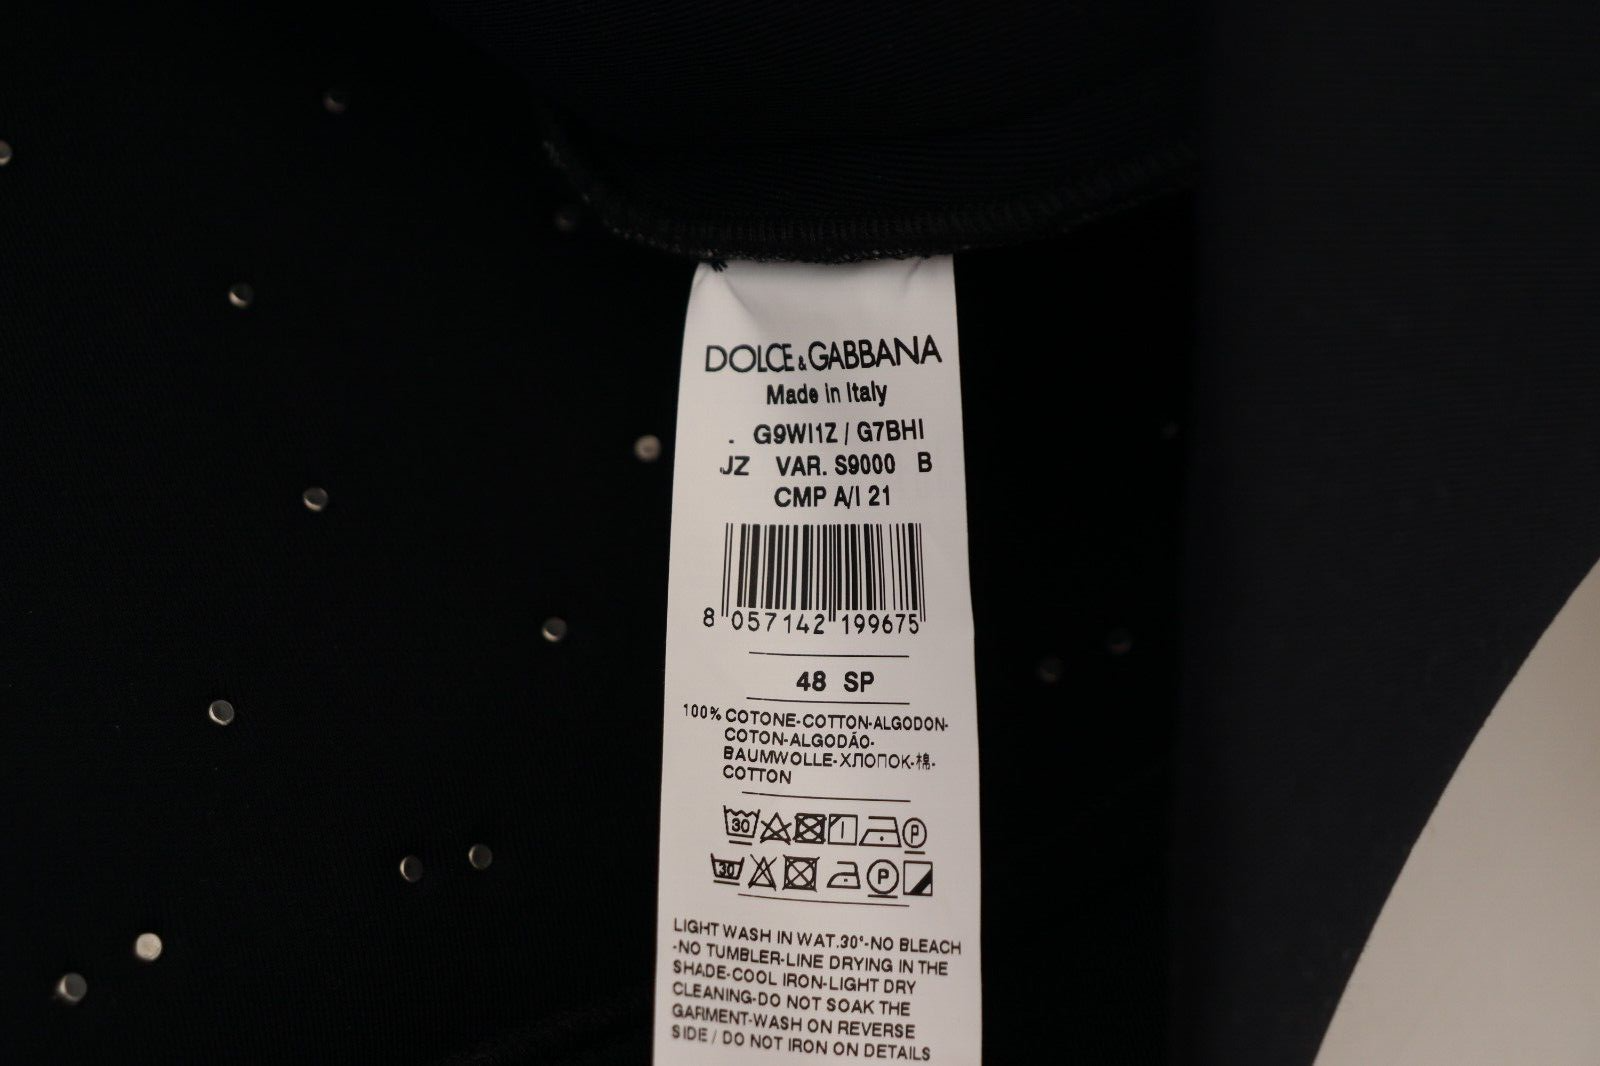 DOLCE&GABBANA
Made in Italy
. G9WI1Z / G7BHI
JZ VAR. S9000 B
CMP A/I 21
8 057142 199675
48 SP
100% COTONE-COTTON-ALGODON-
COTON-ALGODÃO-
BAUMWOLLE-ХЛОПОК-棉-
COTTON
30 P
30 P
LIGHT WASH IN WAT.30°-NO BLEACH
-NO TUMBLER-LINE DRYING IN THE
SHADE-COOL IRON-LIGHT DRY
CLEANING-DO NOT SOAK THE
GARMENT-WASH ON REVERSE
SIDE / DO NOT IRON ON DETAILS